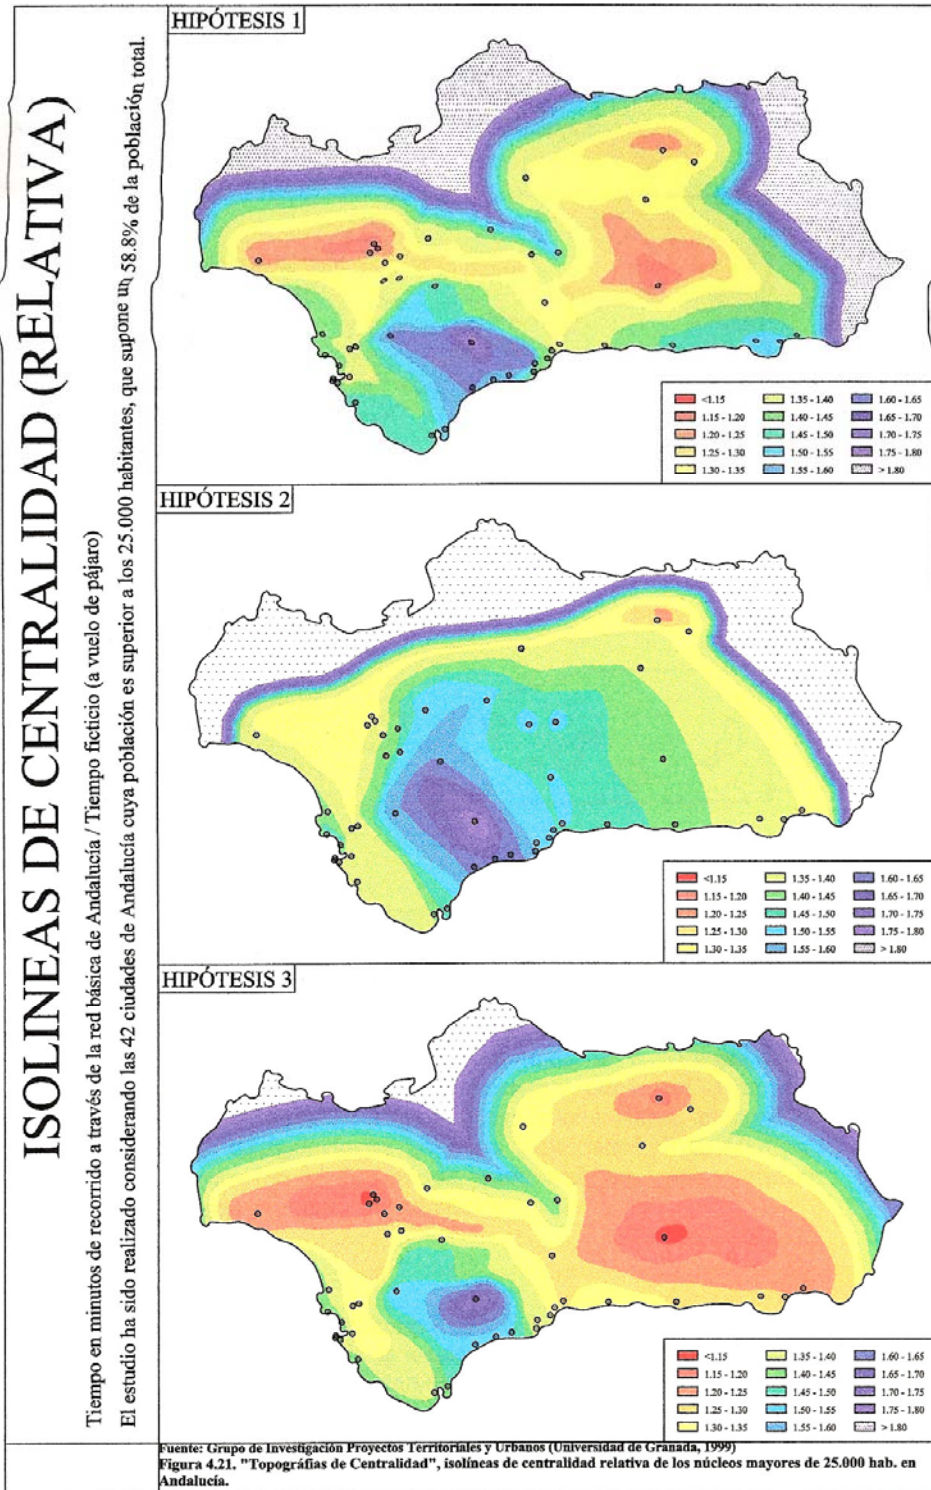 ISOLINEAS DE CENTRALIDAD (RELATIVA)
Tiempo en minutos de recorrido a través de la red básica de Andalucía / Tiempo ficticio (a vuelo de pájaro)
El estudio ha sido realizado considerando las 42 ciudades de Andalucía cuya población es superior a los 25.000 habitantes, que supone un 58.8% de la población total.
HIPÓTESIS 1
<1.15
1.15 - 1.20
1.20 - 1.25
1.25 - 1.30
1.30 - 1.35
1.35 - 1.40
1.40 - 1.45
1.45 - 1.50
1.50 - 1.55
1.55 - 1.60
1.60 - 1.65
1.65 - 1.70
1.70 - 1.75
1.75 - 1.80
> 1.80
HIPÓTESIS 2
<1.15
1.15 - 1.20
1.20 - 1.25
1.25 - 1.30
1.30 - 1.35
1.35 - 1.40
1.40 - 1.45
1.45 - 1.50
1.50 - 1.55
1.55 - 1.60
1.60 - 1.65
1.65 - 1.70
1.70 - 1.75
1.75 - 1.80
> 1.80
HIPÓTESIS 3
<1.15
1.15 - 1.20
1.20 - 1.25
1.25 - 1.30
1.30 - 1.35
1.35 - 1.40
1.40 - 1.45
1.45 - 1.50
1.50 - 1.55
1.55 - 1.60
1.60 - 1.65
1.65 - 1.70
1.70 - 1.75
1.75 - 1.80
> 1.80
Fuente: Grupo de Investigación Proyectos Territoriales y Urbanos (Universidad de Granada, 1999)
Figura 4.21. "Topográfias de Centralidad", isolíneas de centralidad relativa de los núcleos mayores de 25.000 hab. en
Andalucía.